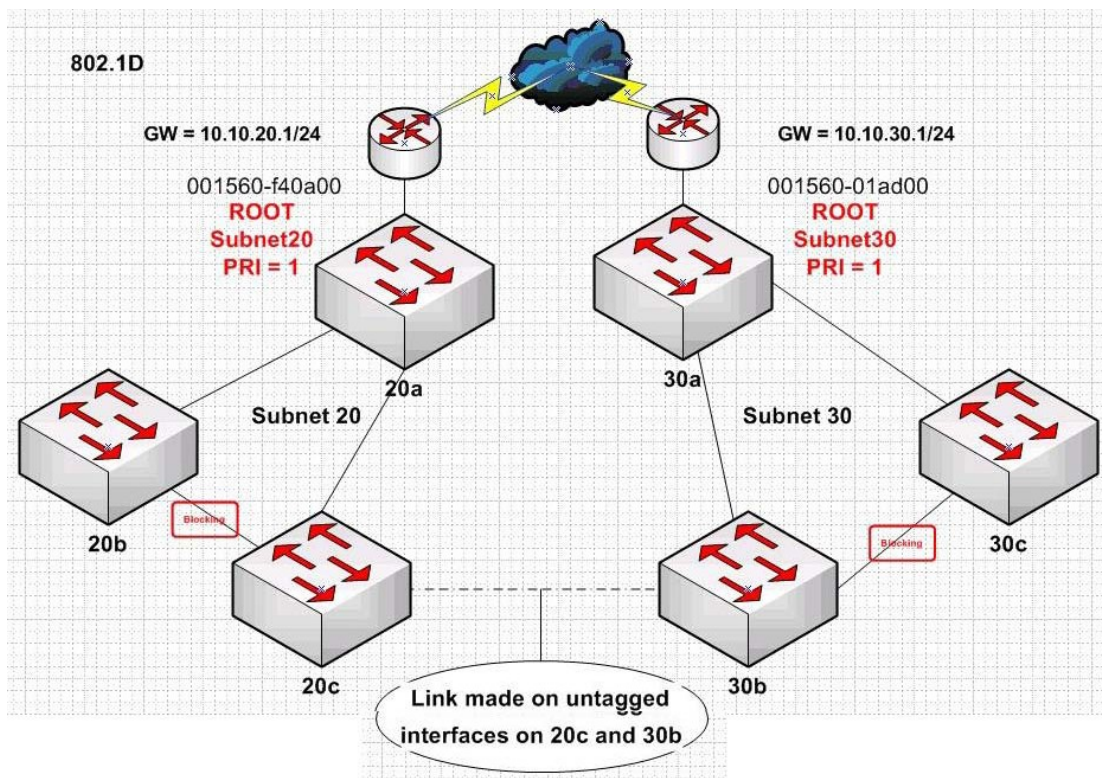 802.1D
GW = 10.10.20.1/24
GW = 10.10.30.1/24
001560-f40a00
ROOT
Subnet20
PRI = 1
001560-01ad00
ROOT
Subnet30
PRI = 1
20a
30a
Subnet 20
Subnet 30
Blocking
Blocking
20b
30c
20c
30b
Link made on untagged
interfaces on 20c and 30b